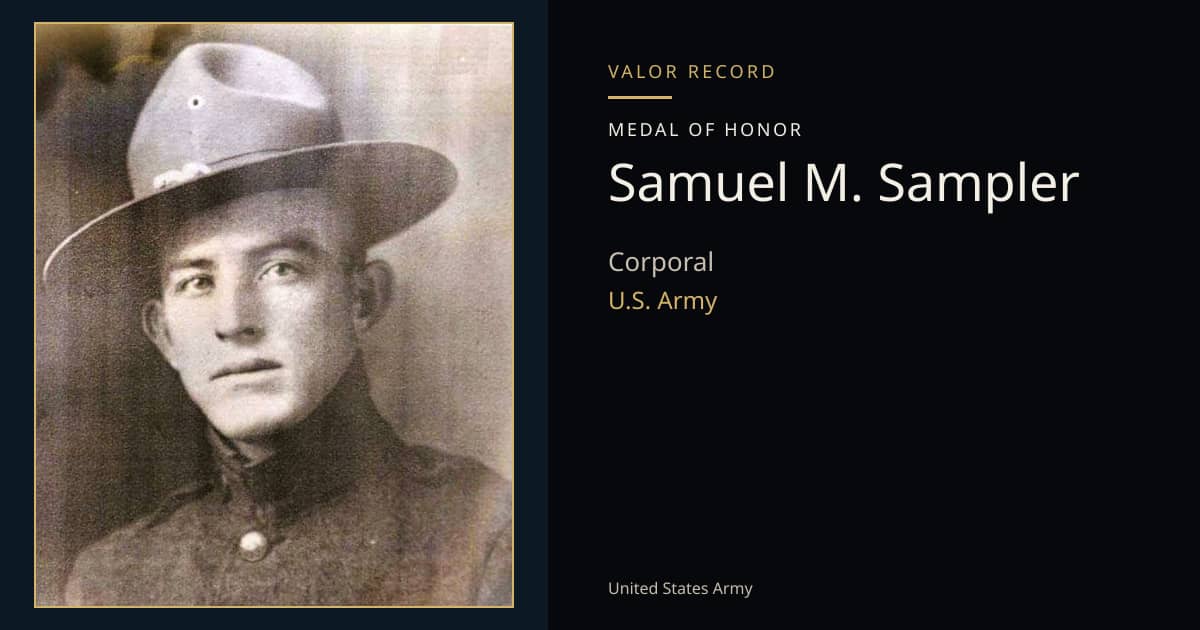 VALOR RECORD
MEDAL OF HONOR
Samuel M. Sampler
Corporal
U.S. Army
United States Army